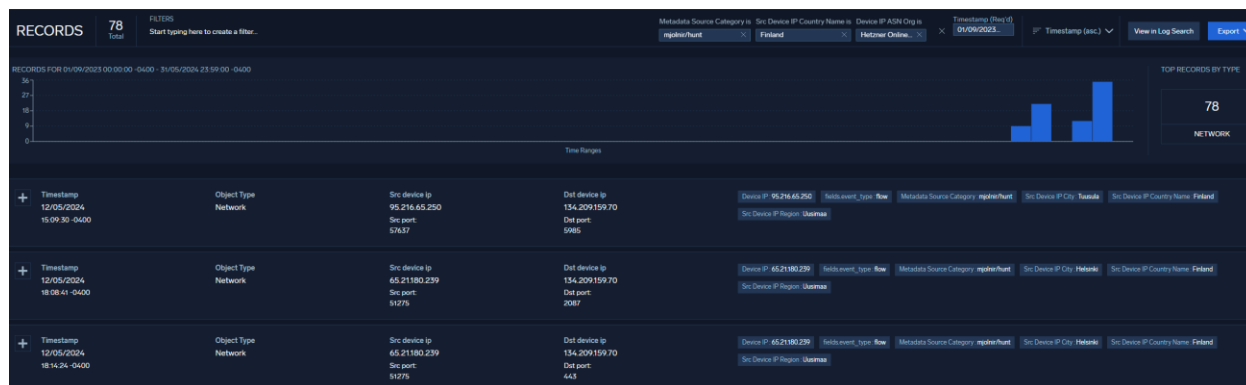 RECORDS
78
Total
FILTERS
Start typing here to create a filter...
Metadata Source Category is
mjolnir/hunt
Src Device IP Country Name is
Finland
Device IP ASN Org is
Hetzner Online...
Timestamp (Req'd)
01/09/2023...
Timestamp (asc.)
View in Log Search
Export
RECORDS FOR 01/09/2023 00:00:00 -0400 - 31/05/2024 23:59:00 -0400
36
27
18
9
0
Time Ranges
TOP RECORDS BY TYPE
78
NETWORK
Timestamp
12/05/2024
15:09:30 -0400
Object Type
Network
Src device ip
95.216.65.250
Src port:
57637
Dst device ip
134.209.159.70
Dst port:
5985
Device IP: 95.216.65.250 fields.event_type: flow Metadata Source Category: mjolnir/hunt Src Device IP City: Tuusula Src Device IP Country Name: Finland
Src Device IP Region: Uusimaa
Timestamp
12/05/2024
18:08:41 -0400
Object Type
Network
Src device ip
65.21.180.239
Src port:
51275
Dst device ip
134.209.159.70
Dst port:
2087
Device IP: 65.21.180.239 fields.event_type: flow Metadata Source Category: mjolnir/hunt Src Device IP City: Helsinki Src Device IP Country Name: Finland
Src Device IP Region: Uusimaa
Timestamp
12/05/2024
18:14:24 -0400
Object Type
Network
Src device ip
65.21.180.239
Src port:
51275
Dst device ip
134.209.159.70
Dst port:
443
Device IP: 65.21.180.239 fields.event_type: flow Metadata Source Category: mjolnir/hunt Src Device IP City: Helsinki Src Device IP Country Name: Finland
Src Device IP Region: Uusimaa